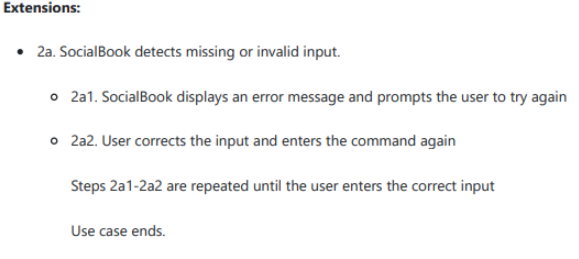 Extensions:
2a. SocialBook detects missing or invalid input.
2a1. SocialBook displays an error message and prompts the user to try again
2a2. User corrects the input and enters the command again
Steps 2a1-2a2 are repeated until the user enters the correct input
Use case ends.